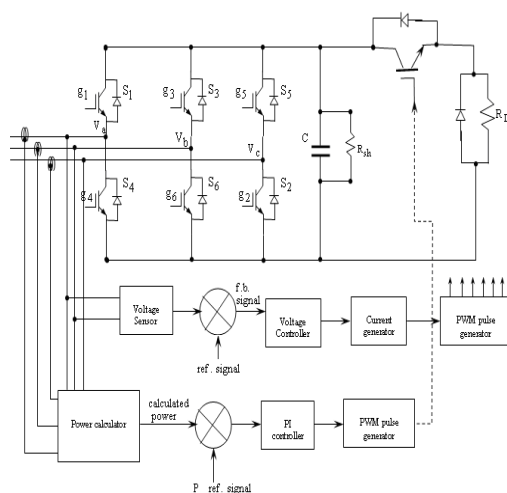 g1 S1 g3 S3 g5 S5
Va Vb Vc
C Rsh
g4 S4 g6 S6 g2 S2
Voltage
Sensor
f.b.
signal
Voltage
Controller
Current
generator
PWM pulse
generator
ref. signal
Power calculator
calculated
power
PI
controller
PWM pulse
generator
P ref. signal